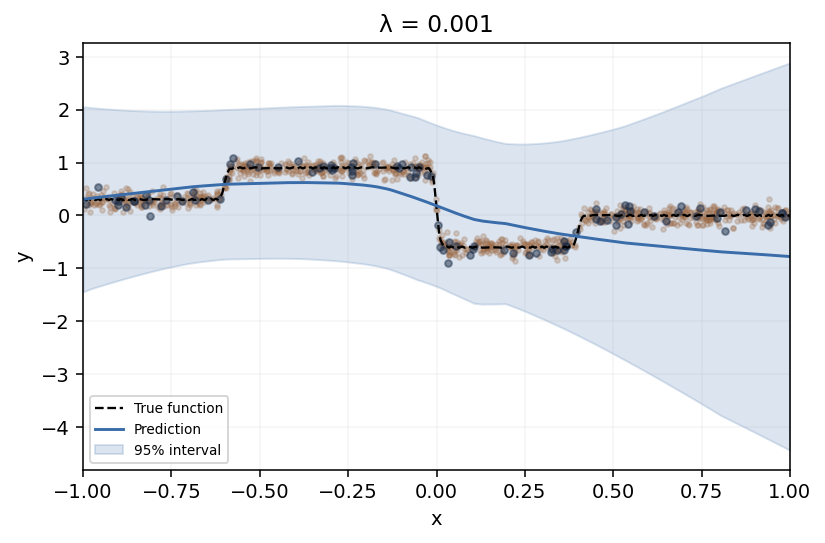 λ = 0.001
3
2
1
0
−1
−2
−3
−4
y
True function
Prediction
95% interval
−1.00 −0.75 −0.50 −0.25 0.00 0.25 0.50 0.75 1.00
x